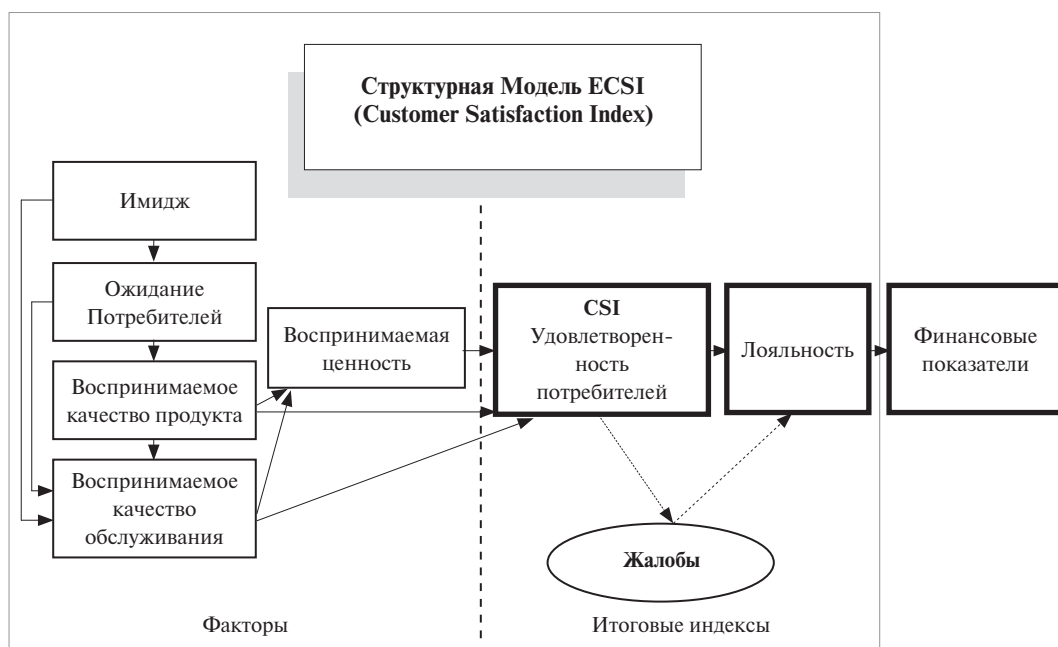 Структурная Модель ECSI
(Customer Satisfaction Index)
Имидж
Ожидание
Потребителей
Воспринимаемое
качество продукта
Воспринимаемое
качество
обслуживания
Воспринимаемая
ценность
CSI
Удовлетворен-
ность
потребителей
Лояльность
Финансовые
показатели
Жалобы
Факторы
Итоговые индексы